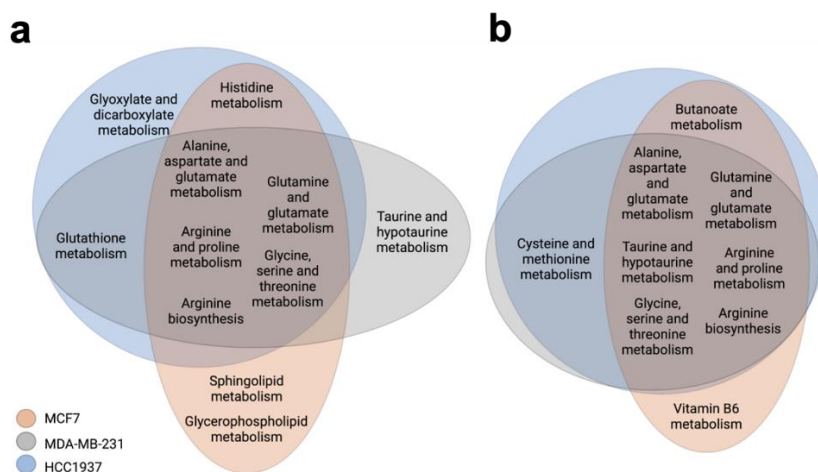 a
Glyoxylate and
dicarboxylate
metabolism
Histidine
metabolism
Alanine,
aspartate and
glutamate
metabolism
Glutamine
and
glutamate
metabolism
Glutathione
metabolism
Arginine
and proline
metabolism
Glycine,
serine and
threonine
metabolism
Arginine
biosynthesis
Taurine and
hypotaurine
metabolism
Sphingolipid
metabolism
Glycerophospholipid
metabolism
MCF7
MDA-MB-231
HCC1937
b
Butanoate
metabolism
Alanine,
aspartate
and
glutamate
metabolism
Glutamine
and
glutamate
metabolism
Cysteine and
methionine
metabolism
Taurine and
hypotaurine
metabolism
Arginine
and proline
metabolism
Glycine,
serine and
threonine
metabolism
Arginine
biosynthesis
Vitamin B6
metabolism